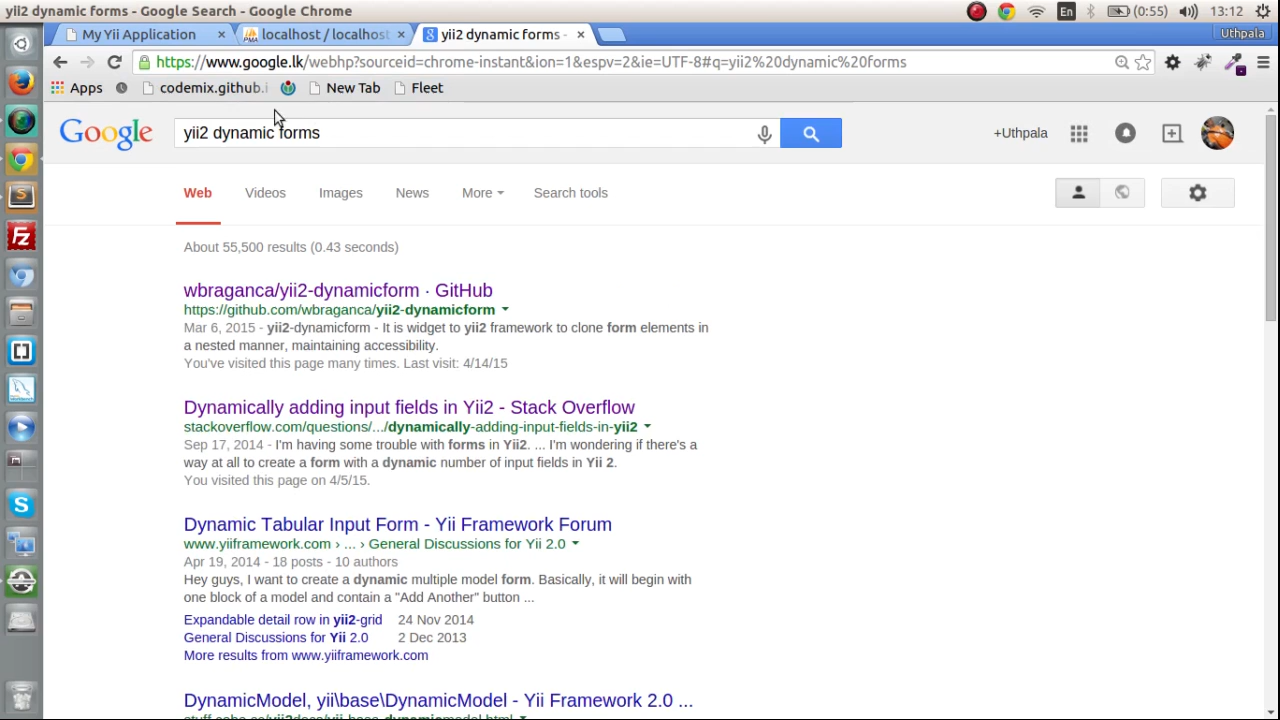 yii2 dynamic forms - Google Search - Google Chrome
En
(0:55)
13:12
My Yii Application × localhost / localhost × yii2 dynamic forms - × Uthpala
https://www.google.lk/webhp?sourceid=chrome-instant&ion=1&espv=2&ie=UTF-8#q=yii2%20dynamic%20forms
Apps codemix.github.i New Tab Fleet
Google yii2 dynamic forms +Uthpala
Web Videos Images News More Search tools
About 55,500 results (0.43 seconds)
wbraganca/yii2-dynamicform · GitHub
https://github.com/wbraganca/yii2-dynamicform
Mar 6, 2015 - yii2-dynamicform - It is widget to yii2 framework to clone form elements in
a nested manner, maintaining accessibility.
You've visited this page many times. Last visit: 4/14/15
Dynamically adding input fields in Yii2 - Stack Overflow
stackoverflow.com/questions/.../dynamically-adding-input-fields-in-yii2
Sep 17, 2014 - I'm having some trouble with forms in Yii2. ... I'm wondering if there's a
way at all to create a form with a dynamic number of input fields in Yii 2.
You visited this page on 4/5/15.
Dynamic Tabular Input Form - Yii Framework Forum
www.yiiframework.com › ... › General Discussions for Yii 2.0
Apr 19, 2014 - 18 posts - 10 authors
Hey guys, I want to create a dynamic multiple model form. Basically, it will begin with
one block of a model and contain a "Add Another" button ...
Expandable detail row in yii2-grid 24 Nov 2014
General Discussions for Yii 2.0 2 Dec 2013
More results from www.yiiframework.com
DynamicModel, yii\base\DynamicModel - Yii Framework 2.0 ...